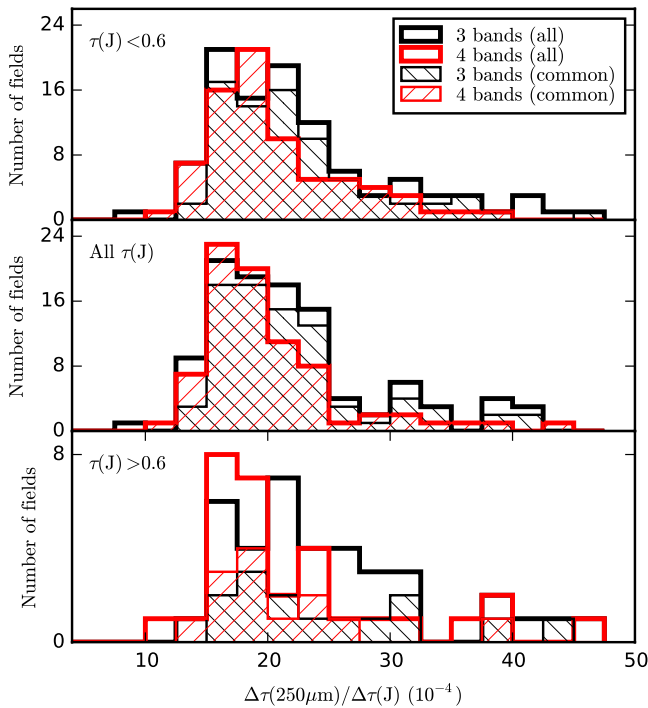 24
τ(J) <0.6
3 bands (all)
4 bands (all)
3 bands (common)
4 bands (common)
16
8
0
Number of fields
24
All τ(J)
16
8
0
Number of fields
8
τ(J) >0.6
0
Number of fields
10 20 30 40 50
Δτ(250μm)/Δτ(J) (10⁻⁴)